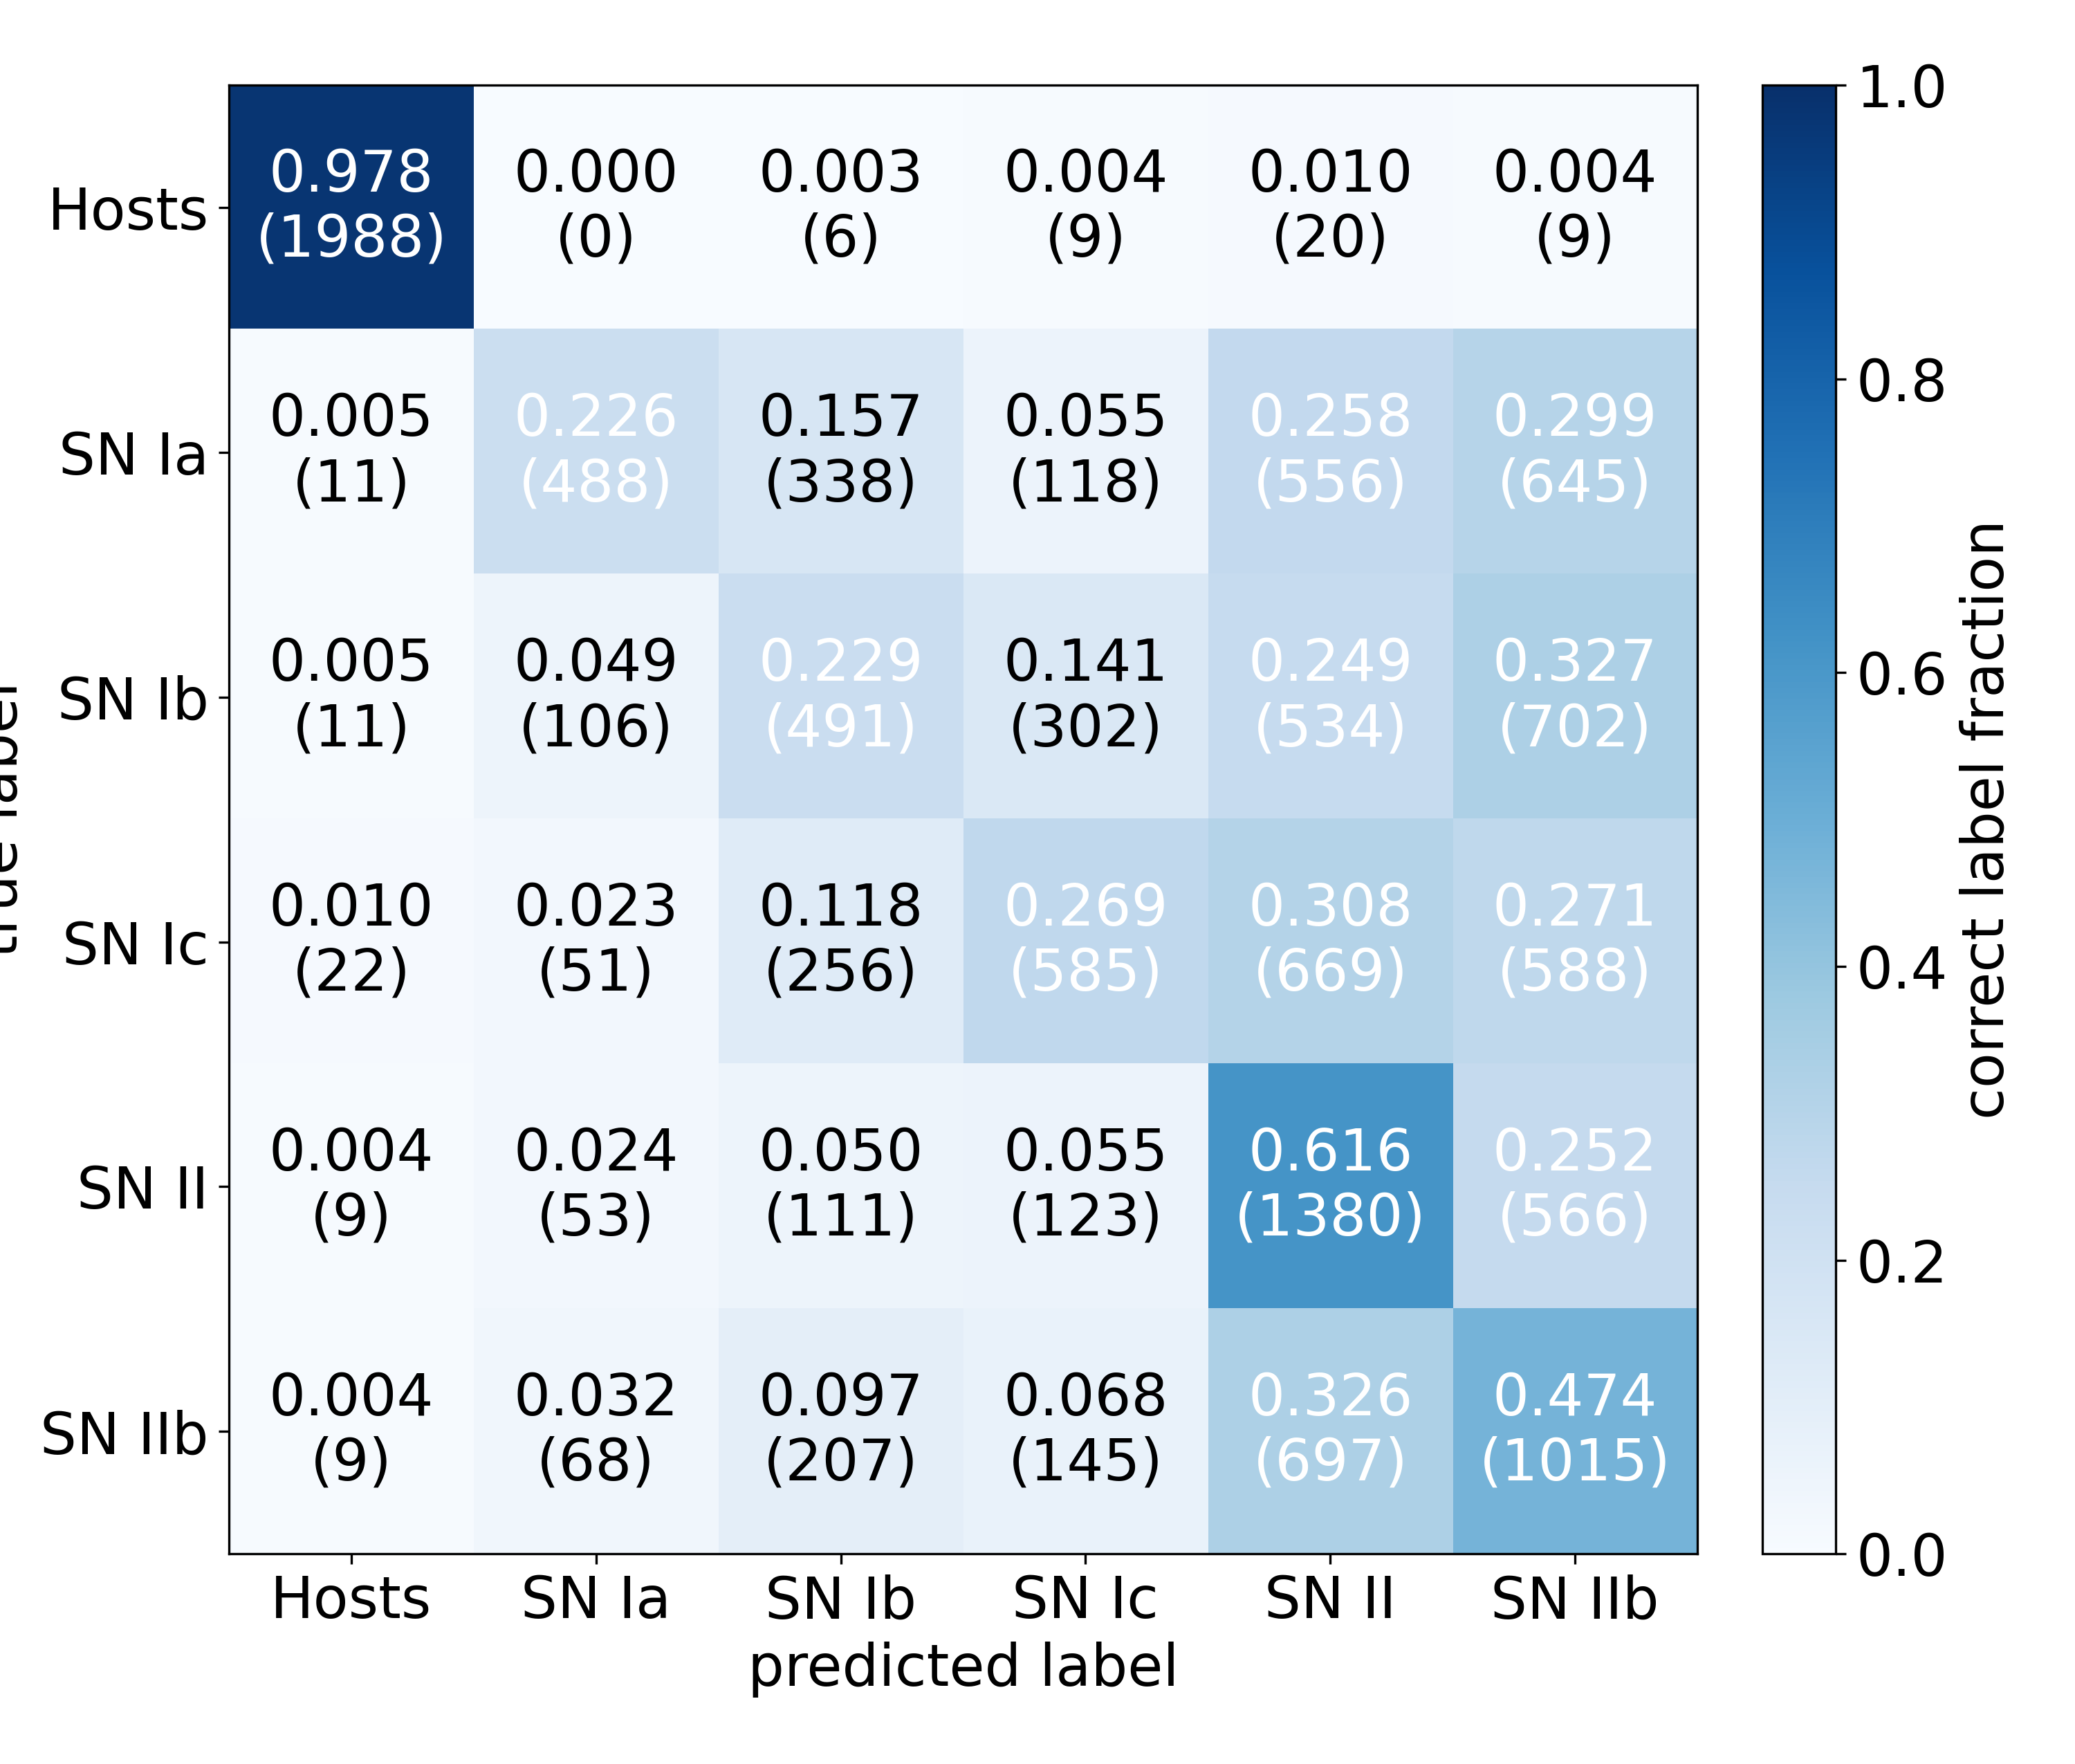 Hosts 0.978 0.000 0.003 0.004 0.010 0.004
(1988) (0) (6) (9) (20) (9)
SN Ia 0.005 0.226 0.157 0.055 0.258 0.299
(11) (488) (338) (118) (556) (645)
SN Ib 0.005 0.049 0.229 0.141 0.249 0.327
(11) (106) (491) (302) (534) (702)
SN Ic 0.010 0.023 0.118 0.269 0.308 0.271
(22) (51) (256) (585) (669) (588)
SN II 0.004 0.024 0.050 0.055 0.616 0.252
(9) (53) (111) (123) (1380) (566)
SN IIb 0.004 0.032 0.097 0.068 0.326 0.474
(9) (68) (207) (145) (697) (1015)
Hosts SN Ia SN Ib SN Ic SN II SN IIb
predicted label
true label
1.0
0.8
0.6
0.4
0.2
0.0
correct label fraction